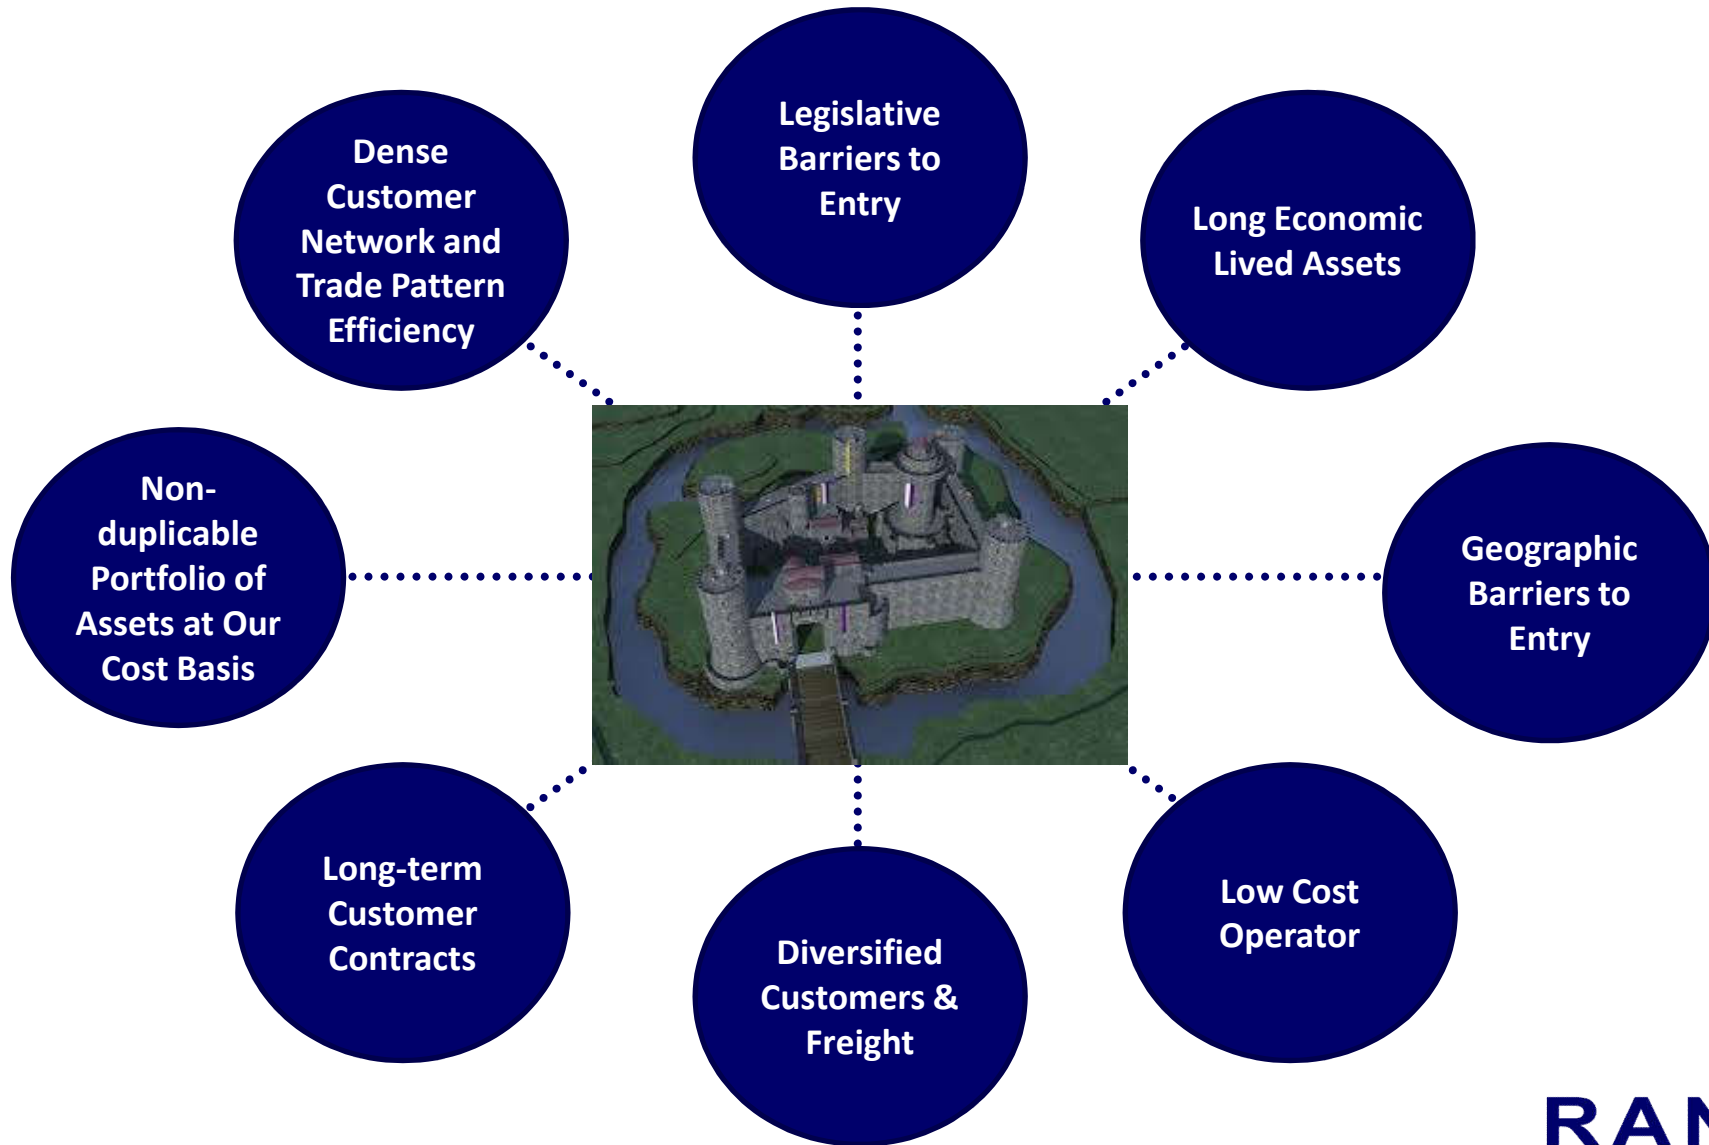 Legislative
Barriers to
Entry
Dense
Customer
Network and
Trade Pattern
Efficiency
Long Economic
Lived Assets
Non-
duplicable
Portfolio of
Assets at Our
Cost Basis
Geographic
Barriers to
Entry
Long-term
Customer
Contracts
Low Cost
Operator
Diversified
Customers &
Freight
RAN